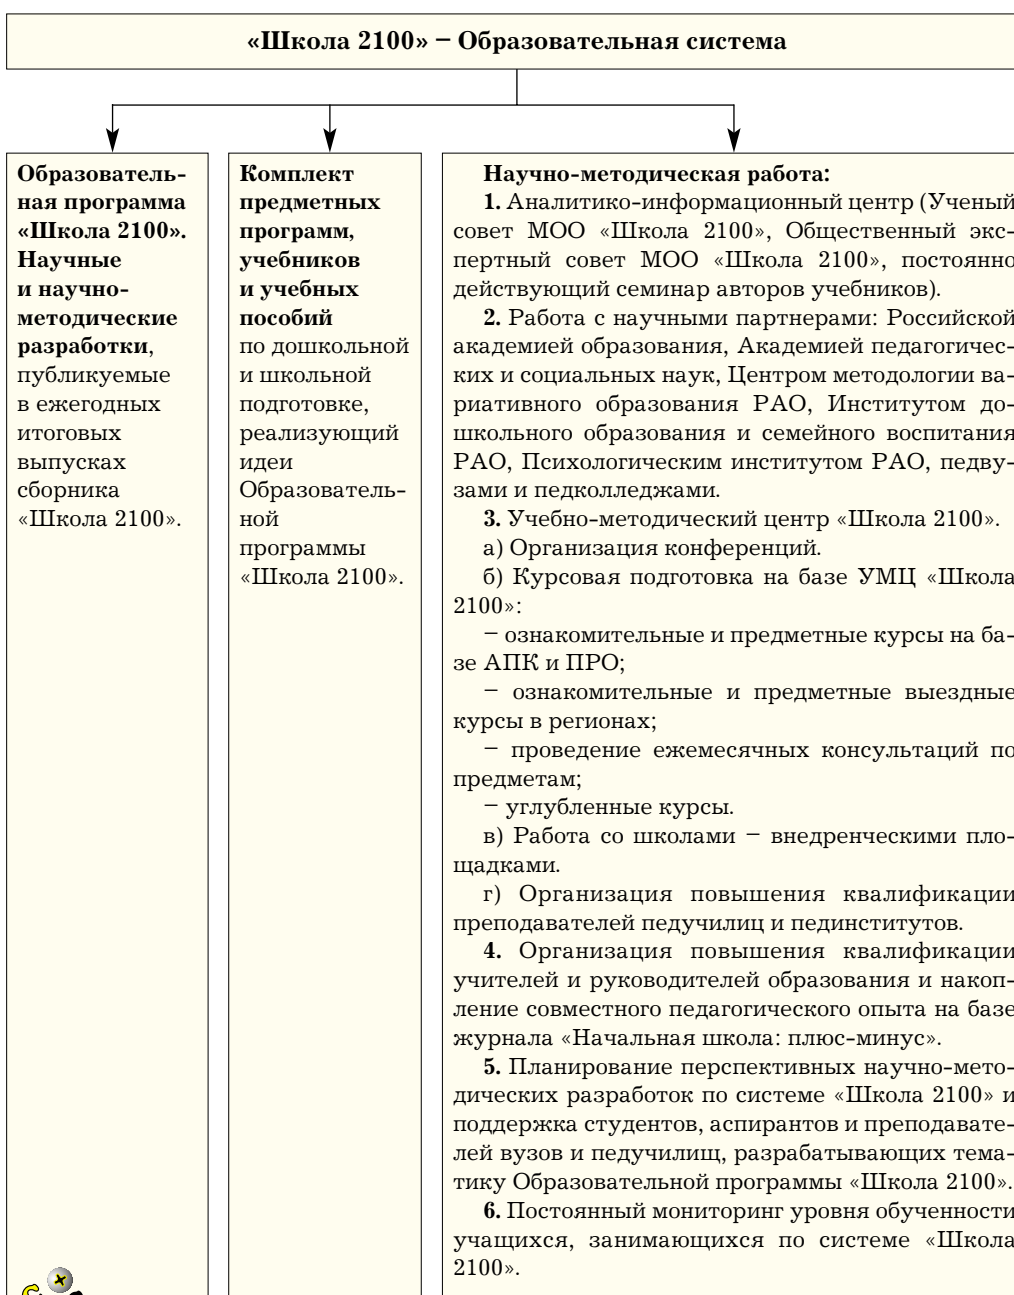 «Школа 2100» – Образовательная система
Образователь-
ная программа
«Школа 2100».
Научные
и научно-
методические
разработки,
публикуемые
в ежегодных
итоговых
выпусках
сборника
«Школа 2100».
Комплект
предметных
программ,
учебников
и учебных
пособий
по дошкольной
и школьной
подготовке,
реализующий
идеи
Образователь-
ной
программы
«Школа 2100».
Научно-методическая работа:
1. Аналитико-информационный центр (Ученый
совет МОО «Школа 2100», Общественный экс-
пертный совет МОО «Школа 2100», постоянно
действующий семинар авторов учебников).
2. Работа с научными партнерами: Российской
академией образования, Академией педагогичес-
ких и социальных наук, Центром методологии ва-
риативного образования РАО, Институтом до-
школьного образования и семейного воспитания
РАО, Психологическим институтом РАО, педву-
зами и педколледжами.
3. Учебно-методический центр «Школа 2100».
а) Организация конференций.
б) Курсовая подготовка на базе УМЦ «Школа
2100»:
– ознакомительные и предметные курсы на ба-
зе АПК и ПРО;
– ознакомительные и предметные выездные
курсы в регионах;
– проведение ежемесячных консультаций по
предметам;
– углубленные курсы.
в) Работа со школами – внедренческими пло-
щадками.
г) Организация повышения квалификации
преподавателей педучилищ и пединститутов.
4. Организация повышения квалификации
учителей и руководителей образования и накоп-
ление совместного педагогического опыта на базе
журнала «Начальная школа: плюс-минус».
5. Планирование перспективных научно-мето-
дических разработок по системе «Школа 2100» и
поддержка студентов, аспирантов и преподавате-
лей вузов и педучилищ, разрабатывающих тема-
тику Образовательной программы «Школа 2100».
6. Постоянный мониторинг уровня обученности
учащихся, занимающихся по системе «Школа
2100».